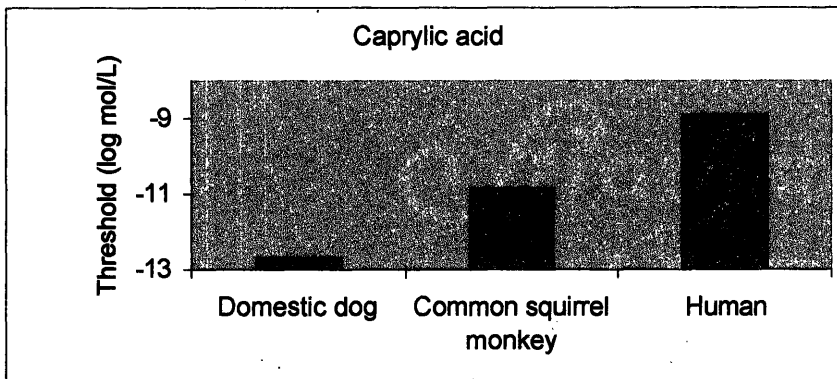 Caprylic acid
Threshold (log mol/L)
-9
-11
-13
Domestic dog
Common squirrel
monkey
Human